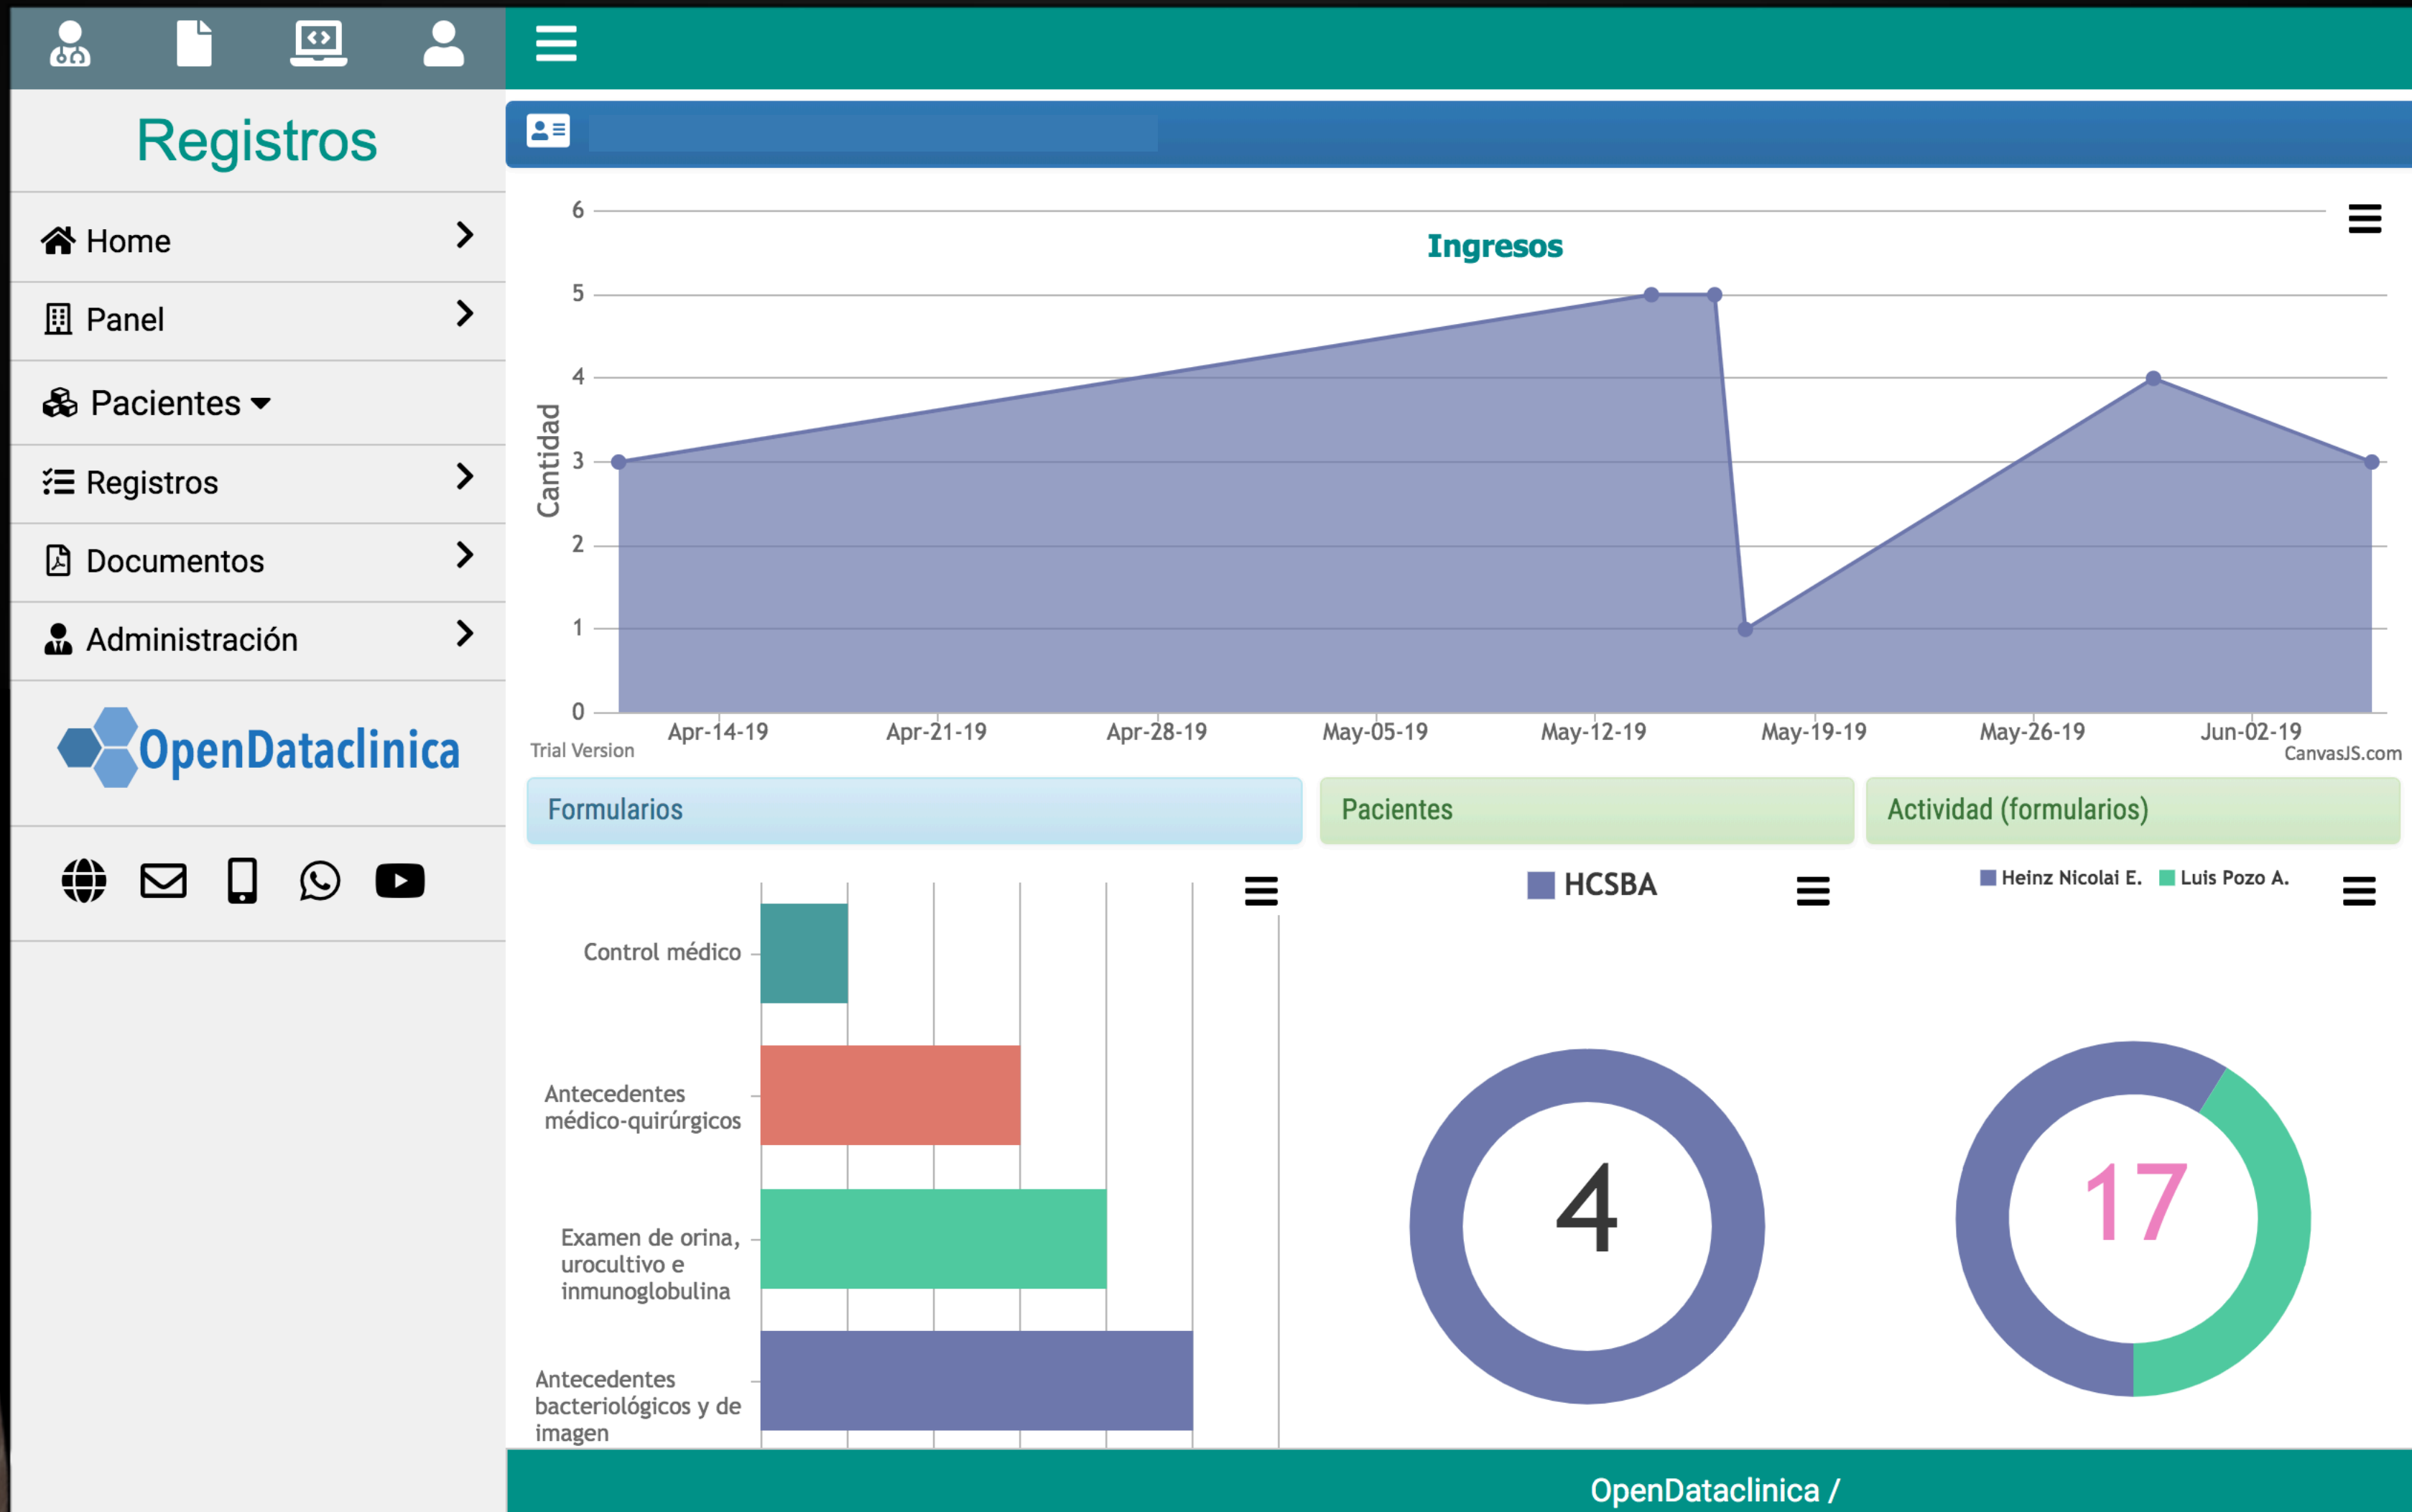 Registros
Home
Panel
Pacientes
Registros
Documentos
Administración
OpenDataclinica
Ingresos
Cantidad
6
5
4
3
2
1
0
Apr-14-19 Apr-21-19 Apr-28-19 May-05-19 May-12-19 May-19-19 May-26-19 Jun-02-19
Trial Version
CanvasJS.com
Formularios
Control médico
Antecedentes
médico-quirúrgicos
Examen de orina,
urocultivo e
inmunoglobulina
Antecedentes
bacteriológicos y de
imagen
Pacientes
HCSBA
4
Actividad (formularios)
Heinz Nicolai E. Luis Pozo A.
17
OpenDataclinica /